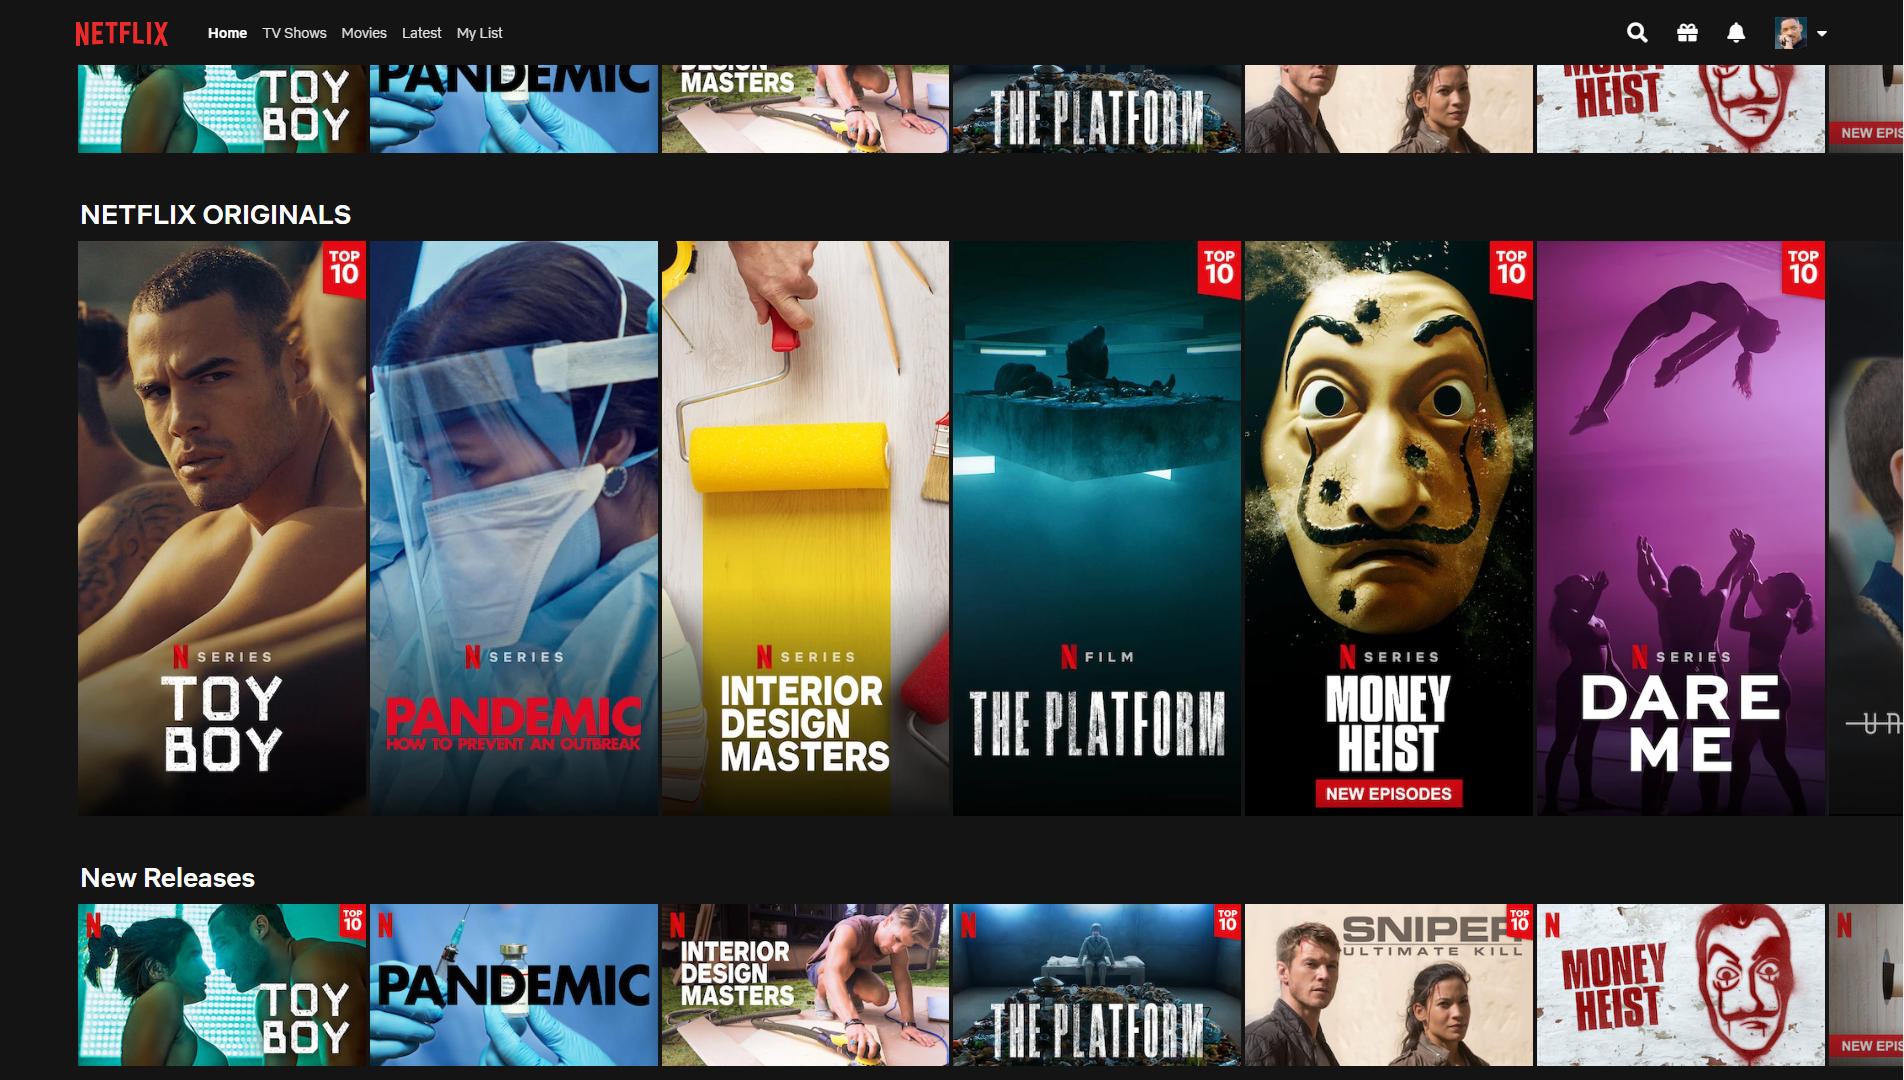 NETFLIX
Home TV Shows Movies Latest My List
TOY
BOY
PANDEMIC
DESIGN
MASTERS
THE PLATFORM
MONEY
HEIST
NEW EPIS
NETFLIX ORIGINALS
TOP
10
N SERIES
TOY
BOY
N SERIES
PANDEMIC
HOW TO PREVENT AN OUTBREAK
N SERIES
INTERIOR
DESIGN
MASTERS
TOP
10
N FILM
THE PLATFORM
TOP
10
N SERIES
MONEY
HEIST
NEW EPISODES
TOP
10
N SERIES
DARE
ME
UN
New Releases
N
TOP
10
TOY
BOY
N
PANDEMIC
N
INTERIOR
DESIGN
MASTERS
N
TOP
10
THE PLATFORM
TOP
10
SNIPER
ULTIMATE KILL
N
MONEY
HEIST
N
NEW EPIS